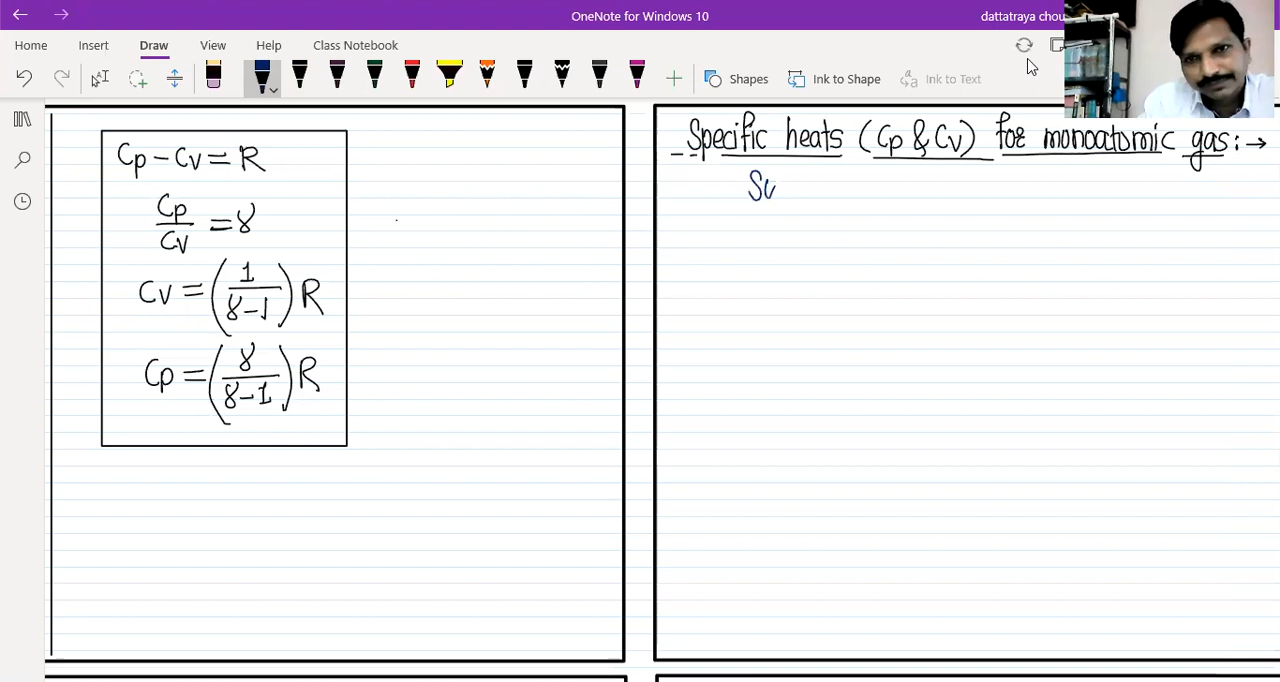 OneNote for Windows 10
dattatraya chou
Home Insert Draw View Help Class Notebook
Shapes Ink to Shape Ink to Text
Cp - Cv = R
Cp/Cv = γ
Cv = (1/(γ-1)) R
Cp = (γ/(γ-1)) R
Specific heats (Cp & Cv) for monoatomic gas:→